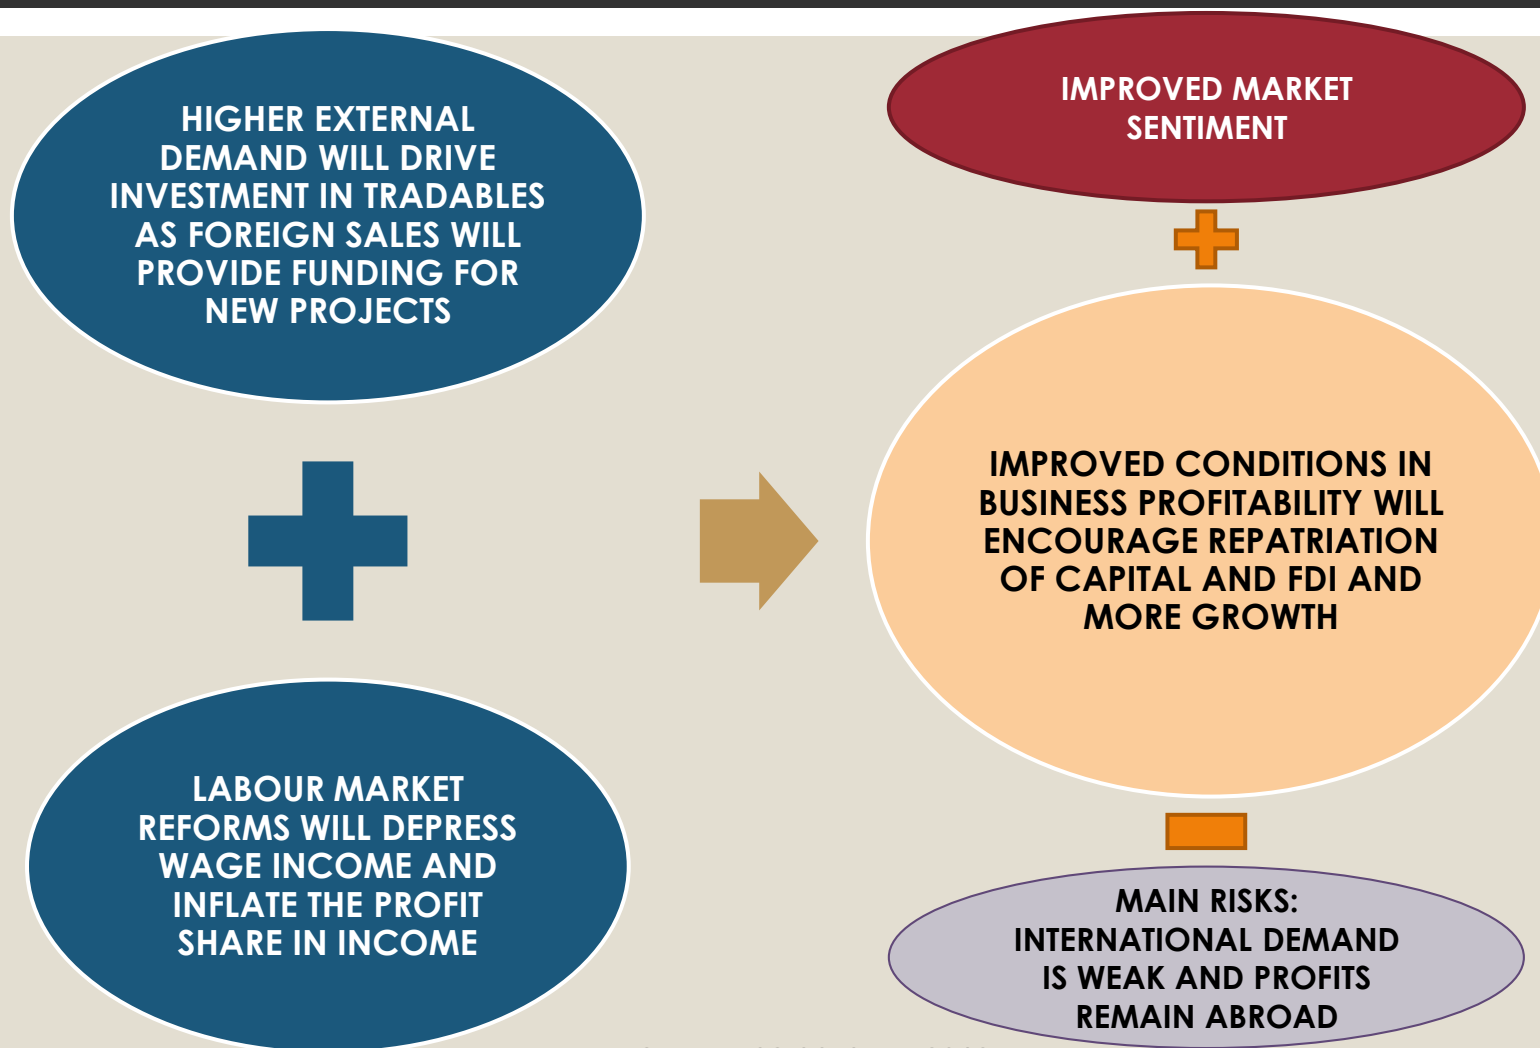 HIGHER EXTERNAL
DEMAND WILL DRIVE
INVESTMENT IN TRADABLES
AS FOREIGN SALES WILL
PROVIDE FUNDING FOR
NEW PROJECTS
LABOUR MARKET
REFORMS WILL DEPRESS
WAGE INCOME AND
INFLATE THE PROFIT
SHARE IN INCOME
IMPROVED MARKET
SENTIMENT
IMPROVED CONDITIONS IN
BUSINESS PROFITABILITY WILL
ENCOURAGE REPATRIATION
OF CAPITAL AND FDI AND
MORE GROWTH
MAIN RISKS:
INTERNATIONAL DEMAND
IS WEAK AND PROFITS
REMAIN ABROAD